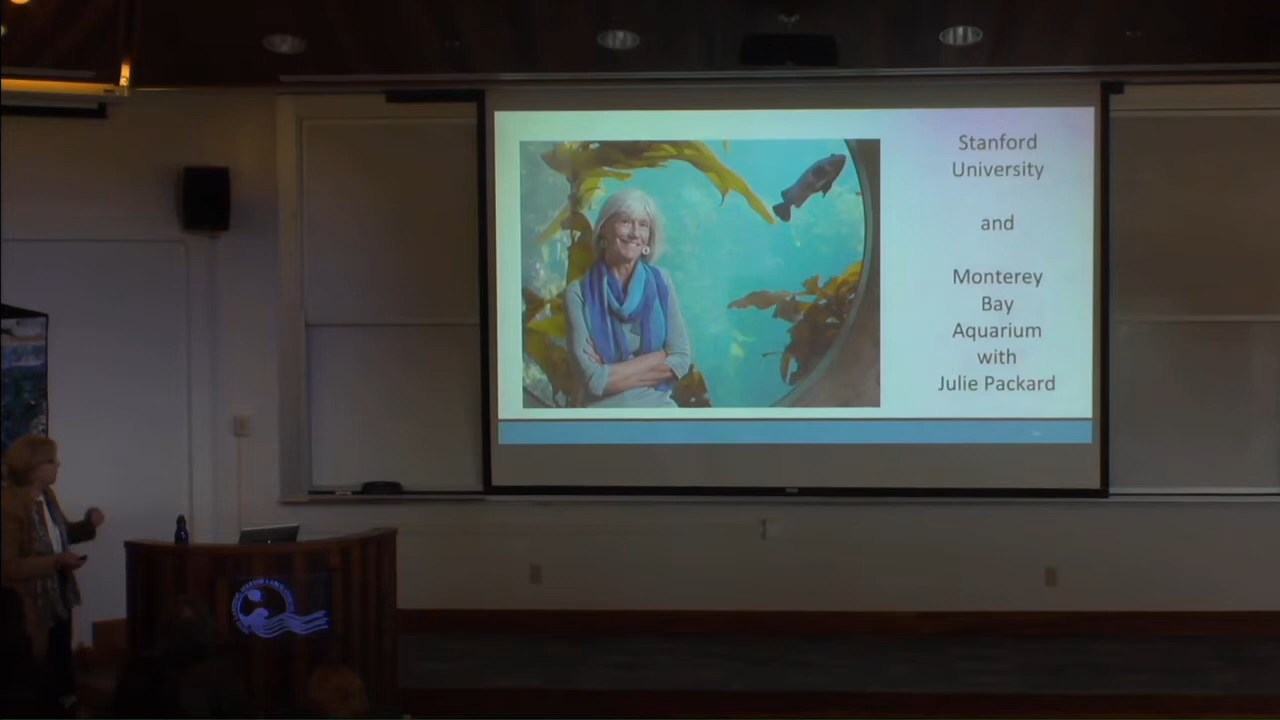 Stanford
University
and
Monterey
Bay
Aquarium
with
Julie Packard